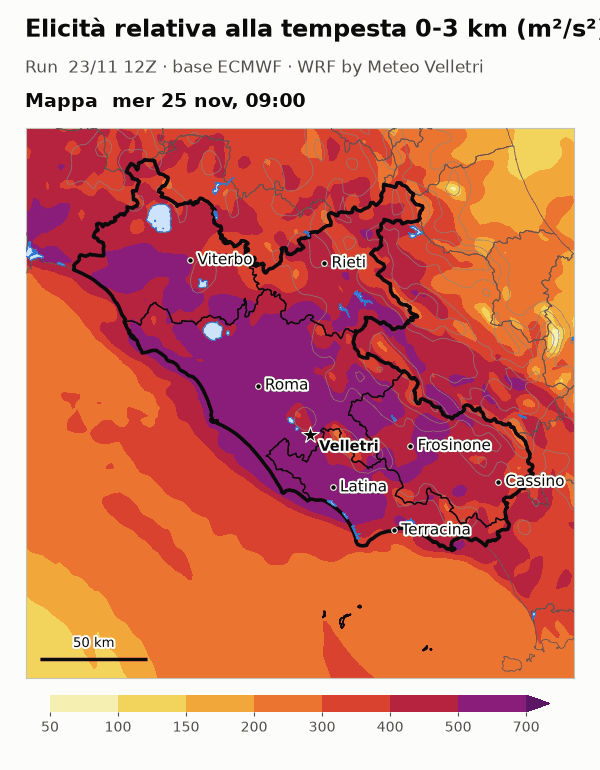 Elicità relativa alla tempesta 0-3 km (m²/s²)
Run 23/11 12Z · base ECMWF · WRF by Meteo Velletri
Mappa mer 25 nov, 09:00
Viterbo
Rieti
Roma
Velletri
Frosinone
Cassino
Latina
Terracina
50 km
50 100 150 200 300 400 500 700